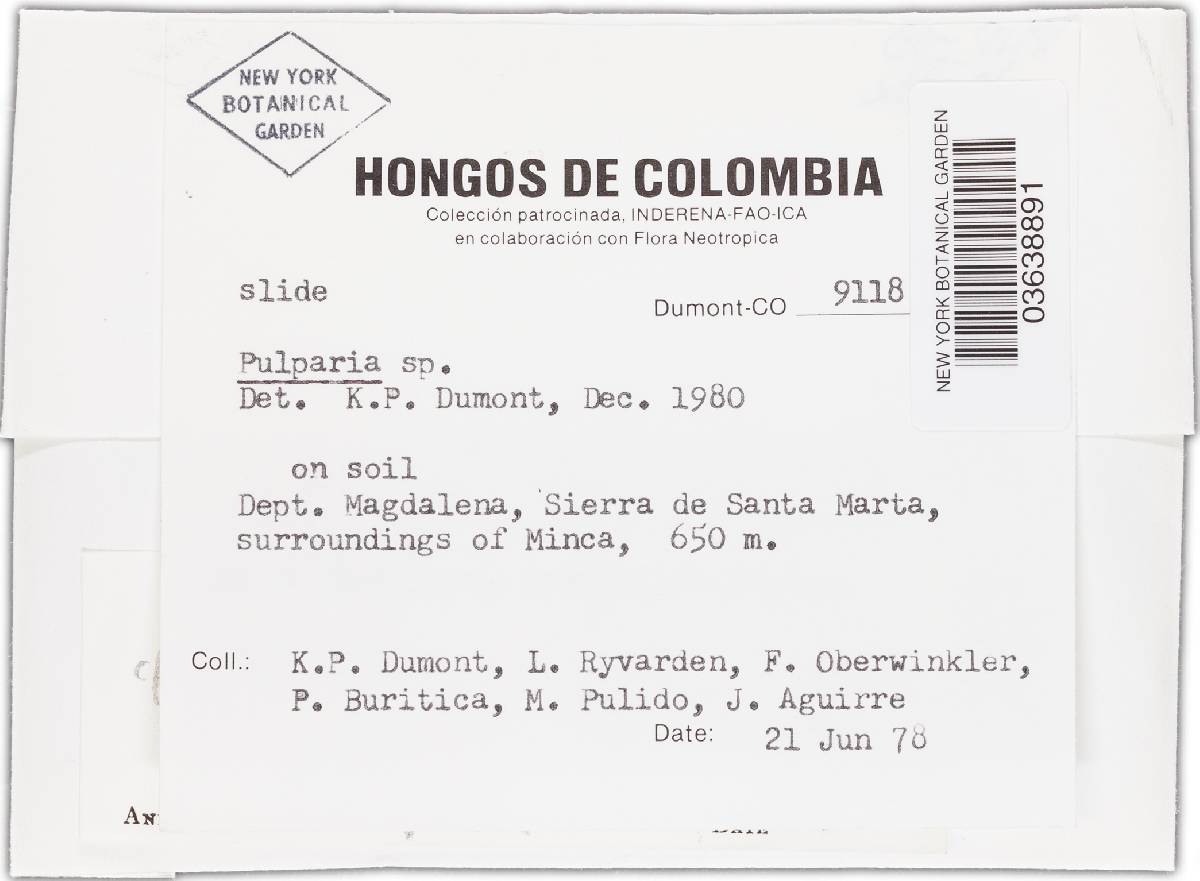 NEW YORK
BOTANICAL
GARDEN
HONGOS DE COLOMBIA
Colección patrocinada, INDERENA-FAO-ICA
en colaboración con Flora Neotropica
slide
Dumont-CO 9118
Pulparia sp.
Det. K.P. Dumont, Dec. 1980
on soil
Dept. Magdalena, Sierra de Santa Marta,
surroundings of Minca, 650 m.
Coll.: K.P. Dumont, L. Ryvarden, F. Oberwinkler,
P. Buritica, M. Pulido, J. Aguirre
Date: 21 Jun 78
NEW YORK BOTANICAL GARDEN
03638891